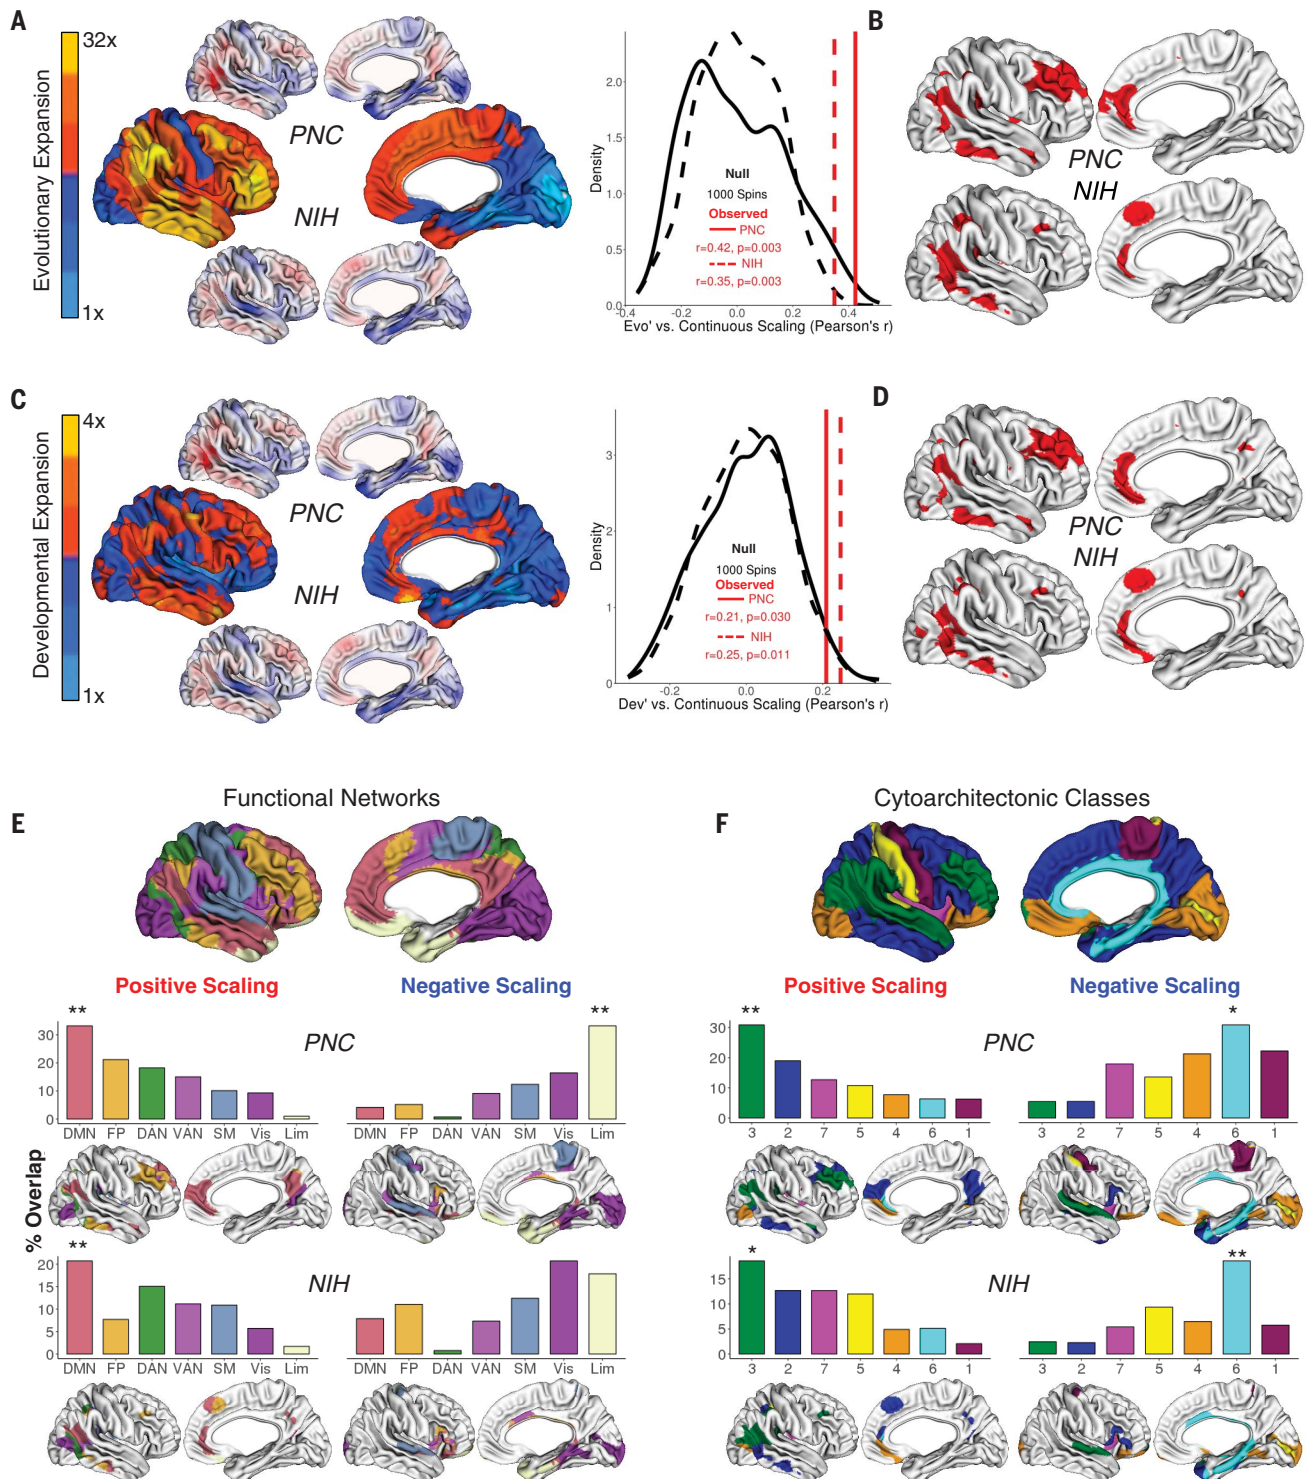 A
32x
Evolutionary Expansion
1x
PNC
NIH
Density
2.0
1.5
1.0
0.5
0.0
Null
1000 Spins
Observed
PNC
r=0.42, p=0.003
NIH
r=0.35, p=0.003
-0.4 -0.2 0.0 0.2 0.4
Evo' vs. Continuous Scaling (Pearson's r)
B
PNC
NIH
C
4x
Developmental Expansion
1x
PNC
NIH
Density
3
2
1
0
Null
1000 Spins
Observed
PNC
r=0.21, p=0.030
NIH
r=0.25, p=0.011
-0.2 0.0 0.2
Dev' vs. Continuous Scaling (Pearson's r)
D
PNC
NIH
E
Functional Networks
Positive Scaling Negative Scaling
% Overlap
** **
PNC
30
20
10
0
DMN FP DAN VAN SM Vis Lim DMN FP DAN VAN SM Vis Lim
**
NIH
20
15
10
5
0
DMN FP DAN VAN SM Vis Lim DMN FP DAN VAN SM Vis Lim
F
Cytoarchitectonic Classes
Positive Scaling Negative Scaling
** *
PNC
30
20
10
0
3 2 7 5 4 6 1 3 2 7 5 4 6 1
* **
NIH
15
10
5
0
3 2 7 5 4 6 1 3 2 7 5 4 6 1